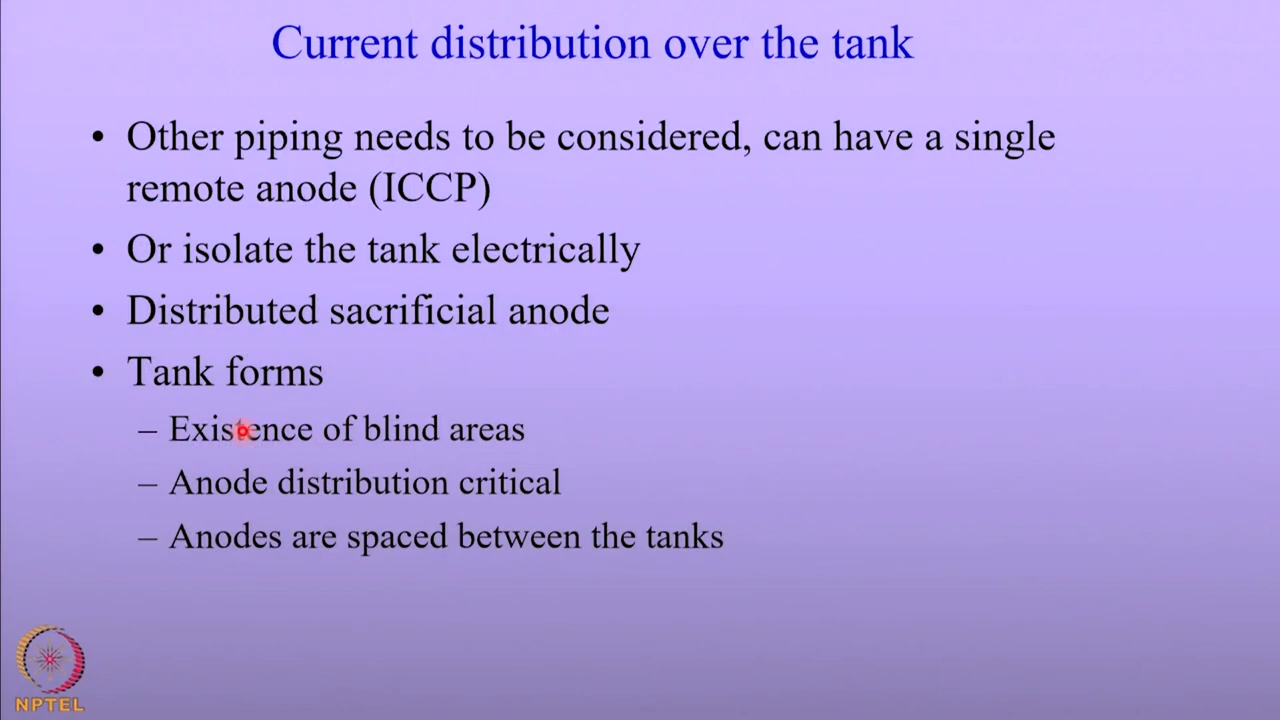 Current distribution over the tank
• Other piping needs to be considered, can have a single
remote anode (ICCP)
• Or isolate the tank electrically
• Distributed sacrificial anode
• Tank forms
– Existence of blind areas
– Anode distribution critical
– Anodes are spaced between the tanks
NPTEL